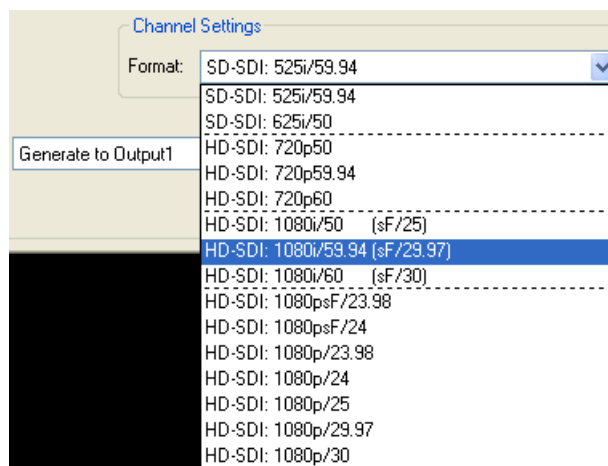 Channel Settings
Format: SD-SDI: 525i/59.94
SD-SDI: 525i/59.94
SD-SDI: 625i/50
Generate to Output1
HD-SDI: 720p50
HD-SDI: 720p59.94
HD-SDI: 720p60
HD-SDI: 1080i/50 (sF/25)
HD-SDI: 1080i/59.94 (sF/29.97)
HD-SDI: 1080i/60 (sF/30)
HD-SDI: 1080psF/23.98
HD-SDI: 1080psF/24
HD-SDI: 1080p/23.98
HD-SDI: 1080p/24
HD-SDI: 1080p/25
HD-SDI: 1080p/29.97
HD-SDI: 1080p/30